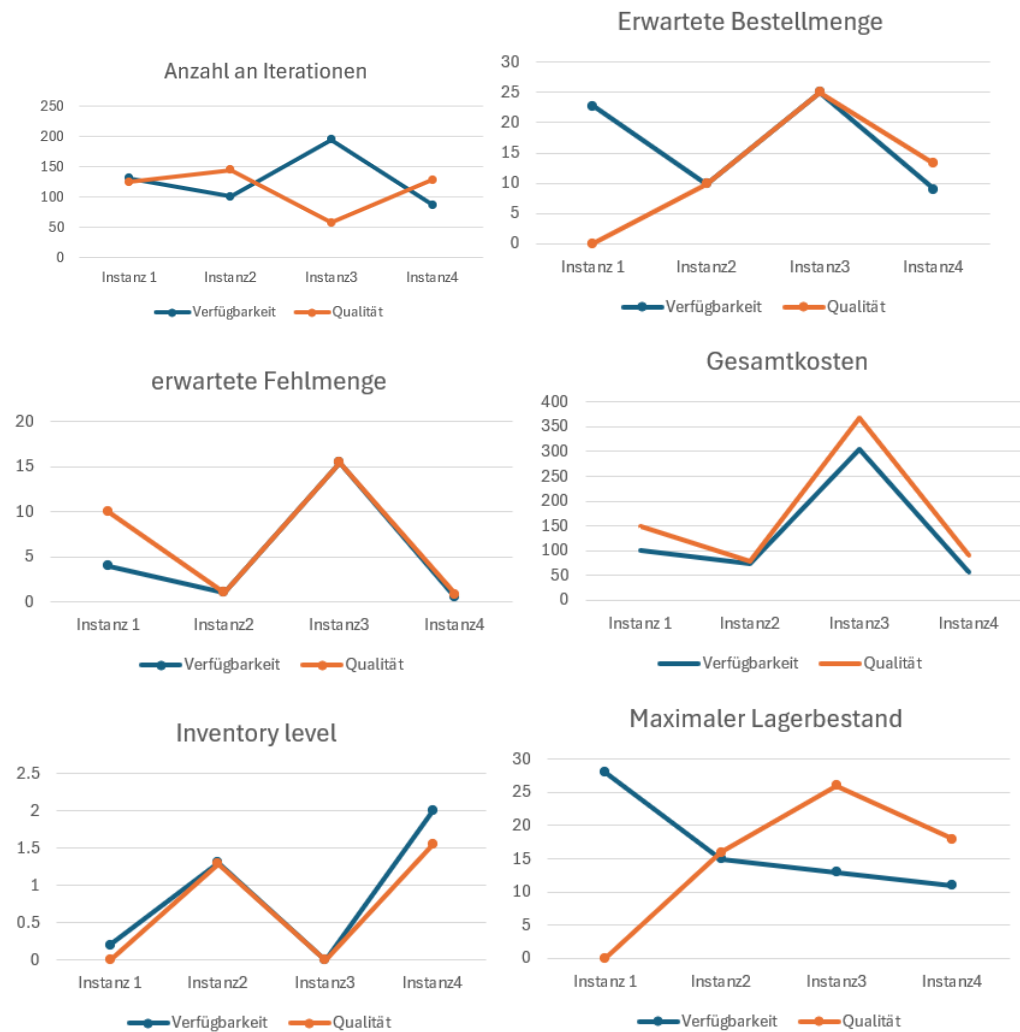 Anzahl an Iterationen
250
200
150
100
50
0
Instanz 1 Instanz2 Instanz3 Instanz4
Verfügbarkeit Qualität
Erwartete Bestellmenge
30
25
20
15
10
5
0
Instanz 1 Instanz2 Instanz3 Instanz4
Verfügbarkeit Qualität
erwartete Fehlmenge
20
15
10
5
0
Instanz 1 Instanz2 Instanz3 Instanz4
Verfügbarkeit Qualität
Gesamtkosten
400
350
300
250
200
150
100
50
0
Instanz 1 Instanz2 Instanz3 Instanz4
Verfügbarkeit Qualität
Inventory level
2.5
2
1.5
1
0.5
0
Instanz 1 Instanz2 Instanz3 Instanz4
Verfügbarkeit Qualität
Maximaler Lagerbestand
30
25
20
15
10
5
0
Instanz 1 Instanz2 Instanz3 Instanz4
Verfügbarkeit Qualität